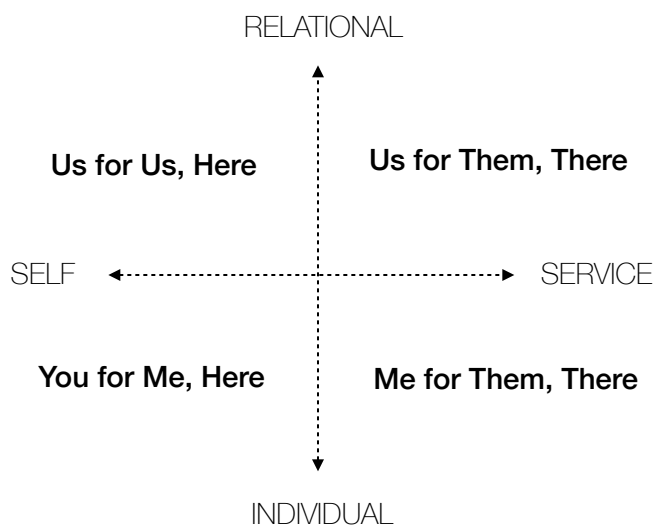 RELATIONAL
Us for Us, Here
Us for Them, There
SELF
SERVICE
You for Me, Here
Me for Them, There
INDIVIDUAL